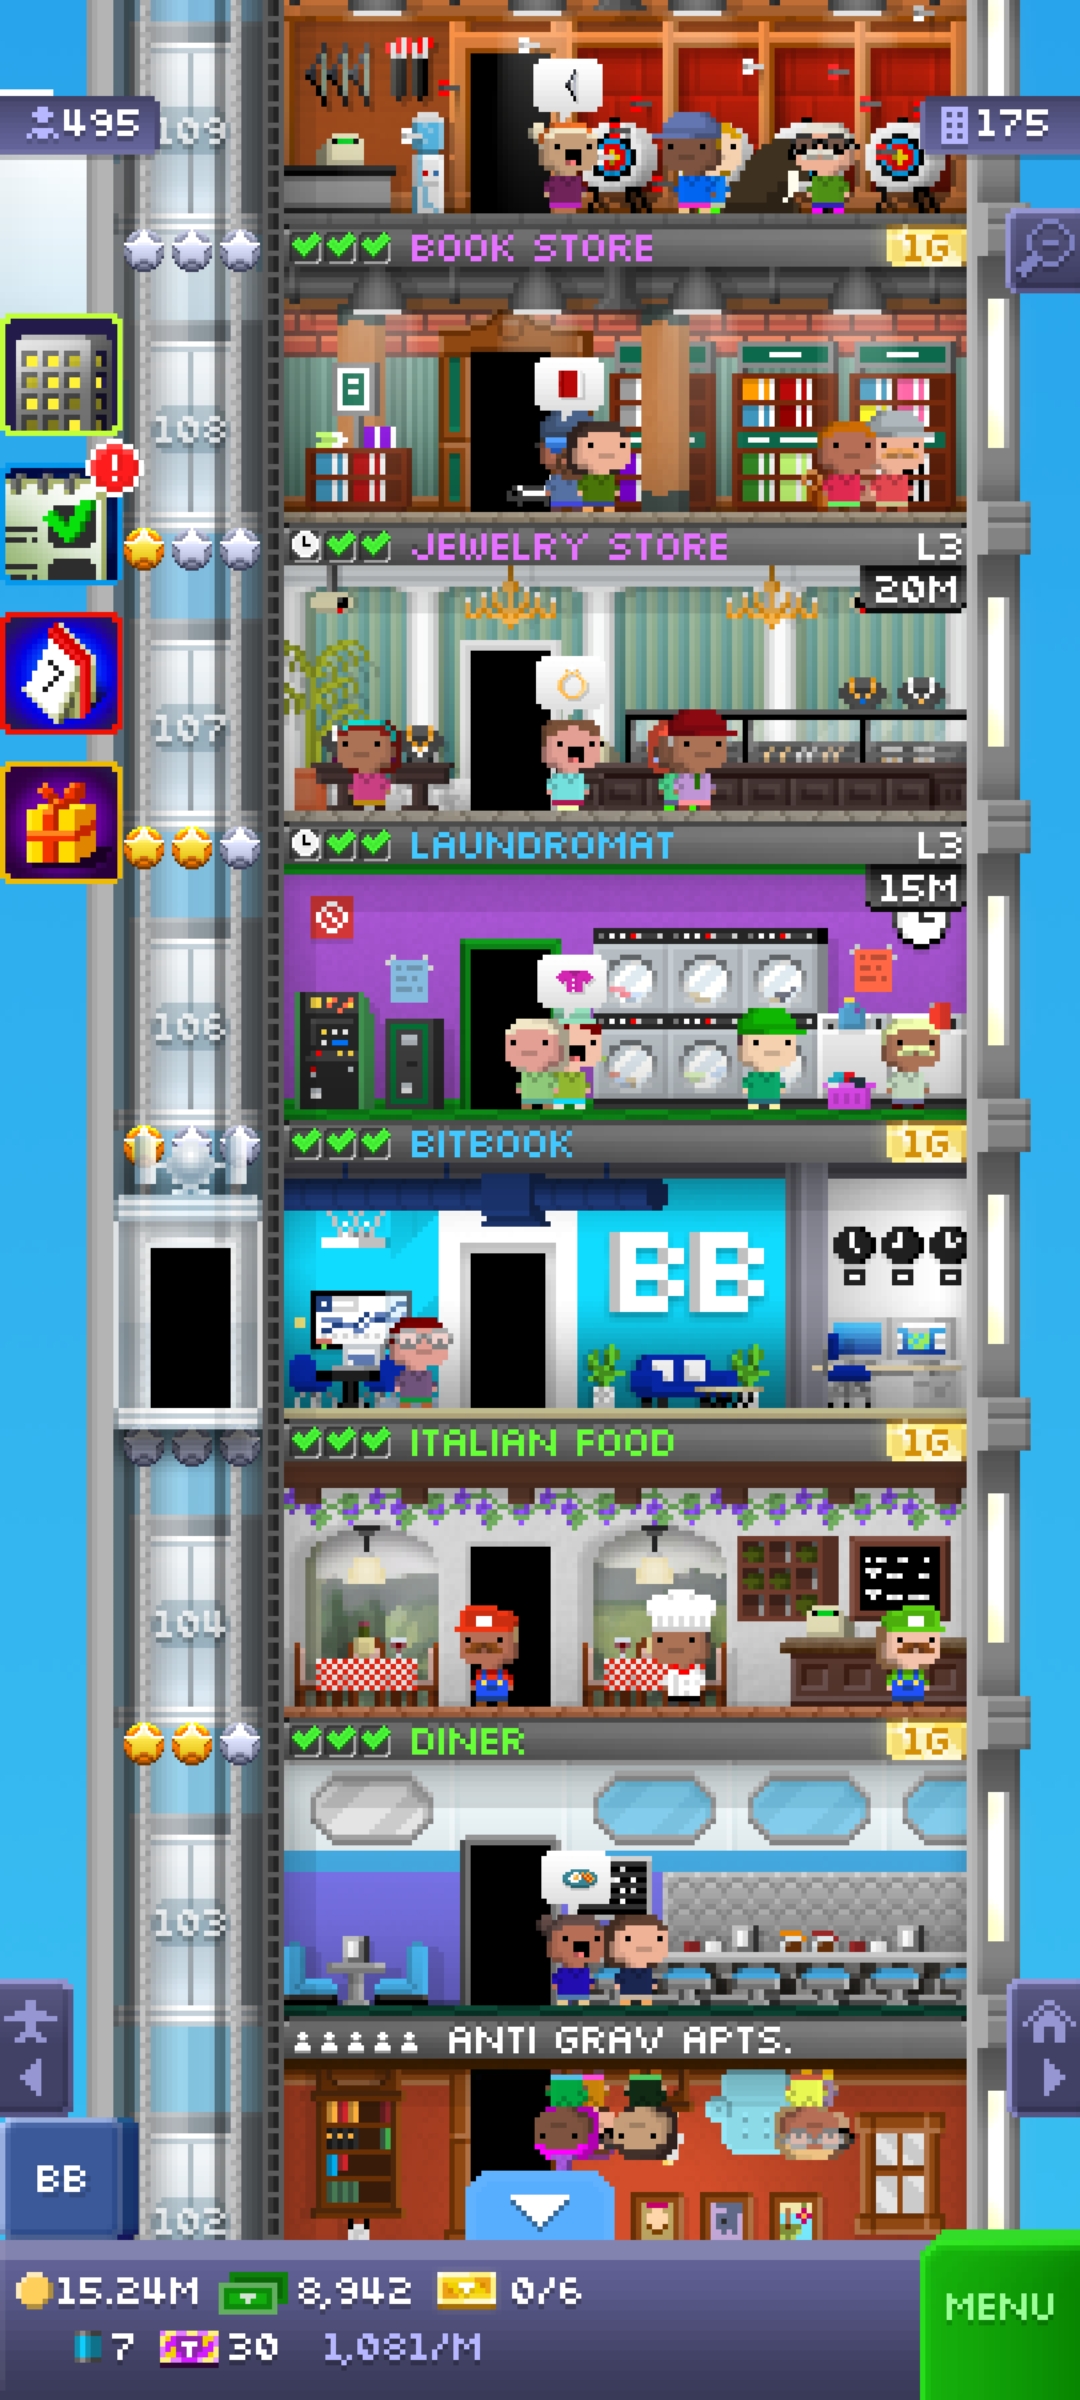 109
495
175
BOOK STORE
1G
108
JEWELRY STORE
L3
20M
107
LAUNDROMAT
L3
15M
106
BITBOOK
1G
BB
ITALIAN FOOD
1G
104
DINER
1G
103
ANTI GRAV APTS.
BB
102
15.24M
8,942
0/6
MENU
7
30
1,081/M